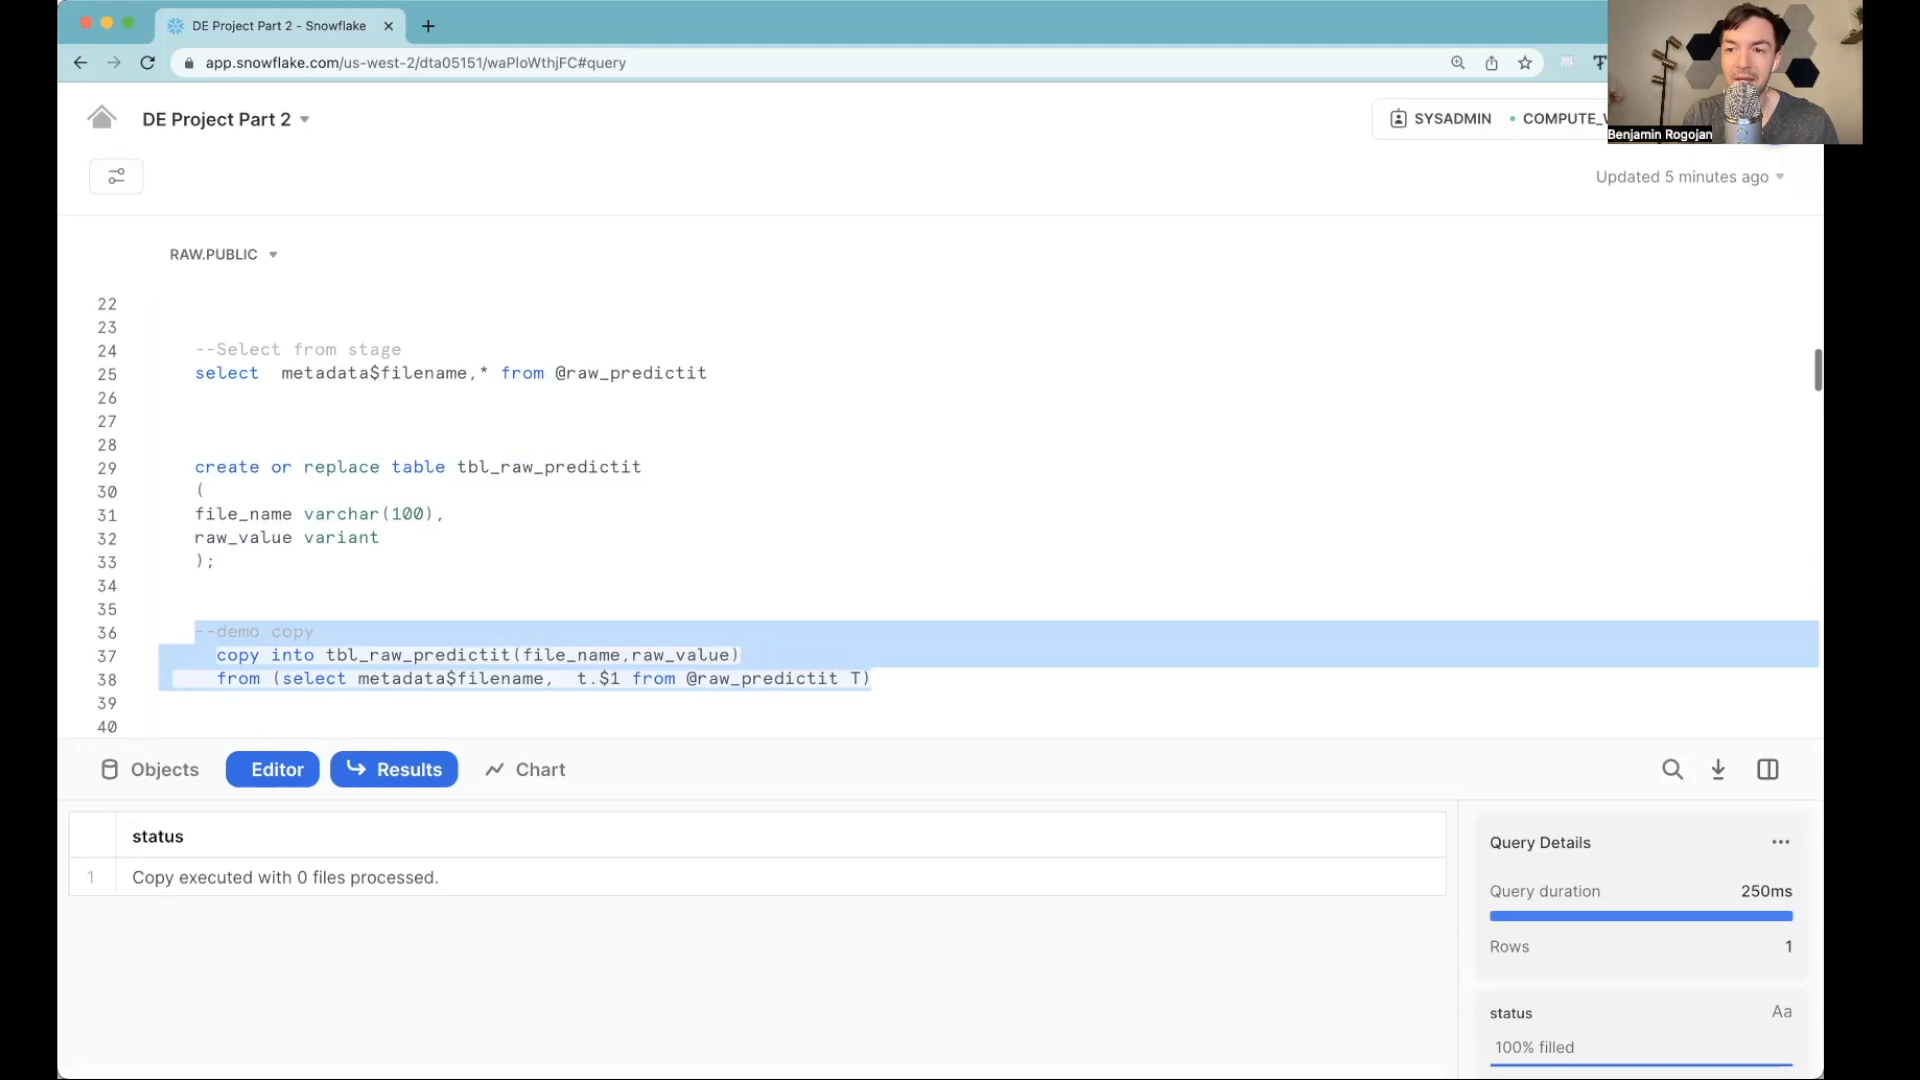 DE Project Part 2 - Snowflake
app.snowflake.com/us-west-2/dta05151/waPIoWthjFC#query
Benjamin Rogojan
DE Project Part 2
SYSADMIN
Updated 5 minutes ago
RAW.PUBLIC
22
23
24 --Select from stage
25 select  metadata$filename,* from @raw_predictit
26
27
28
29 create or replace table tbl_raw_predictit
30 (
31 file_name varchar(100),
32 raw_value variant
33 );
34
35
36 --demo copy
37 copy into tbl_raw_predictit(file_name,raw_value)
38 from (select metadata$filename,  t.$1 from @raw_predictit T)
39
40
Objects Editor Results Chart
status
1 Copy executed with 0 files processed.
Query Details
Query duration 250ms
Rows 1
status Aa
100% filled